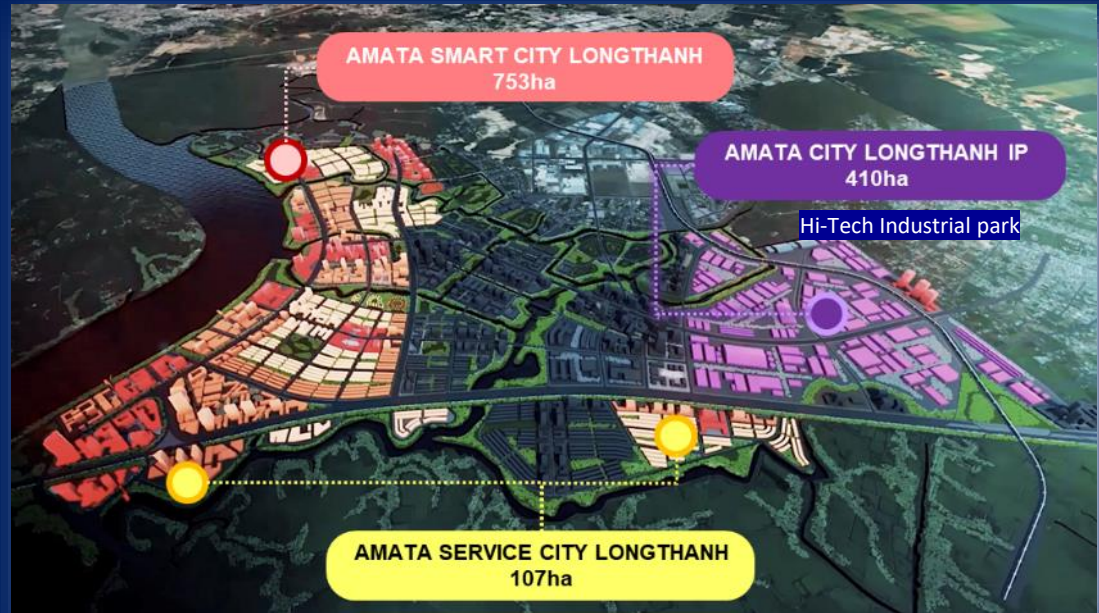 AMATA SMART CITY LONGTHANH
753ha
AMATA CITY LONGTHANH IP
410ha
Hi-Tech Industrial park
AMATA SERVICE CITY LONGTHANH
107ha